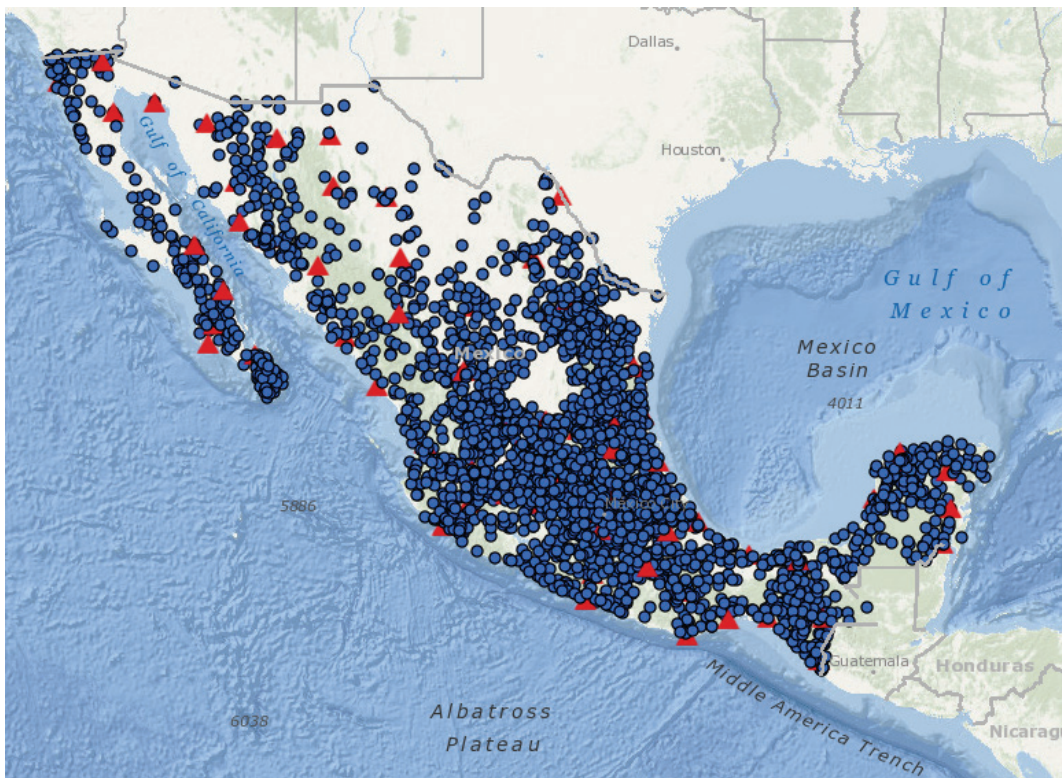 Dallas
Houston
Gulf of
California
Gulf of
Mexico
Mexico
Basin
4011
Mexico
5886
Guatemala
Honduras
Nicaragu
Middle America Trench
Albatross
Plateau
6038